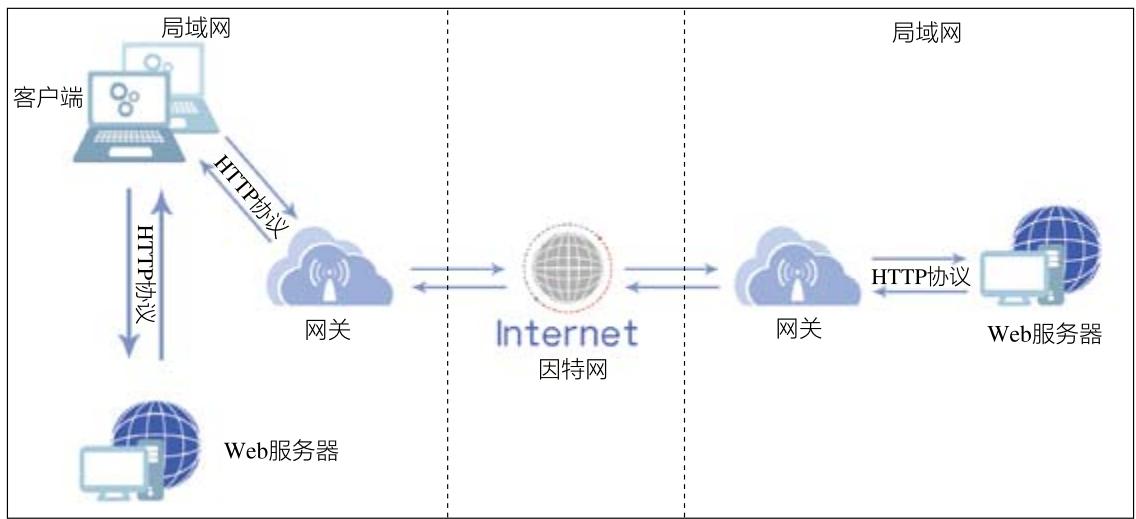 局域网
客户端
HTTP协议
HTTP协议
网关
Web服务器
Internet
因特网
局域网
网关
HTTP协议
Web服务器